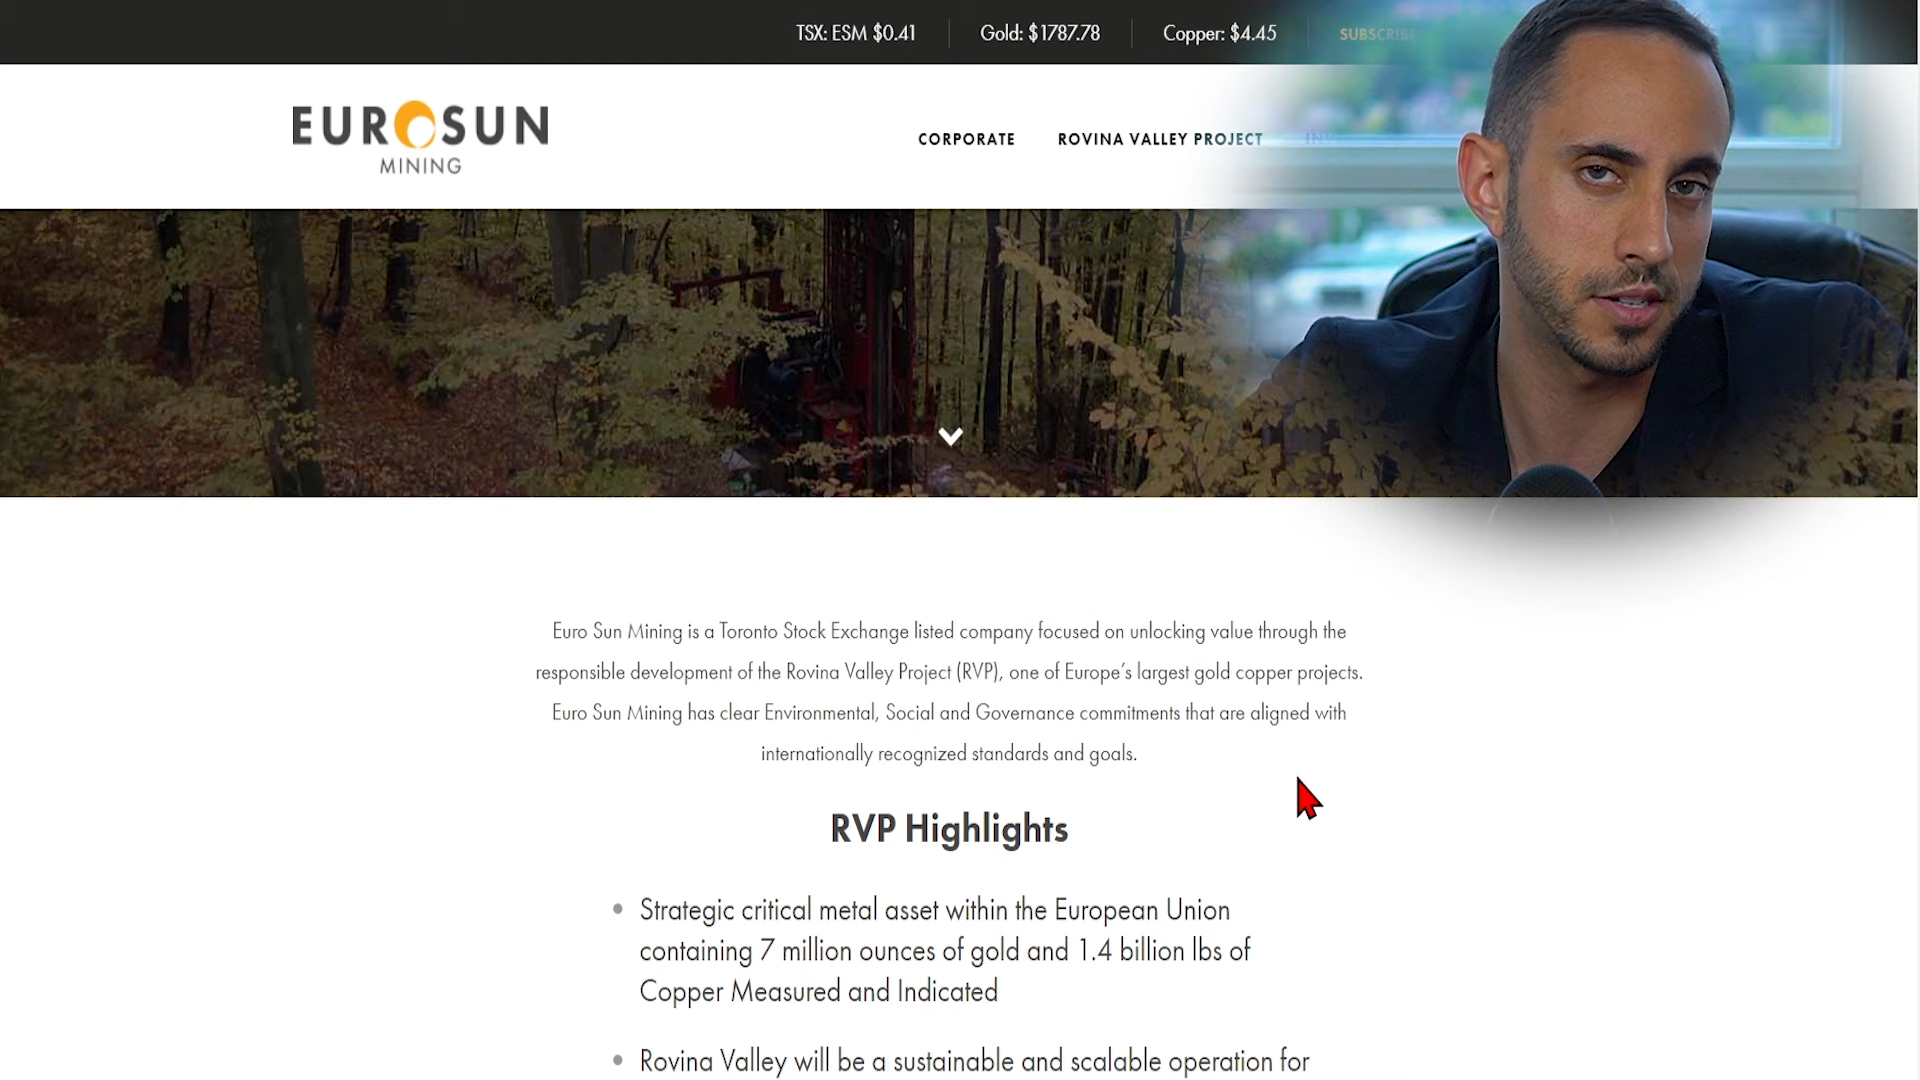 TSX: ESM $0.41
Gold: $1787.78
Copper: $4.45
SUBSCRIBE
EUROSUN
MINING
CORPORATE
ROVINA VALLEY PROJECT
Euro Sun Mining is a Toronto Stock Exchange listed company focused on unlocking value through the
responsible development of the Rovina Valley Project (RVP), one of Europe’s largest gold copper projects.
Euro Sun Mining has clear Environmental, Social and Governance commitments that are aligned with
internationally recognized standards and goals.
RVP Highlights
• Strategic critical metal asset within the European Union
containing 7 million ounces of gold and 1.4 billion lbs of
Copper Measured and Indicated
• Rovina Valley will be a sustainable and scalable operation for